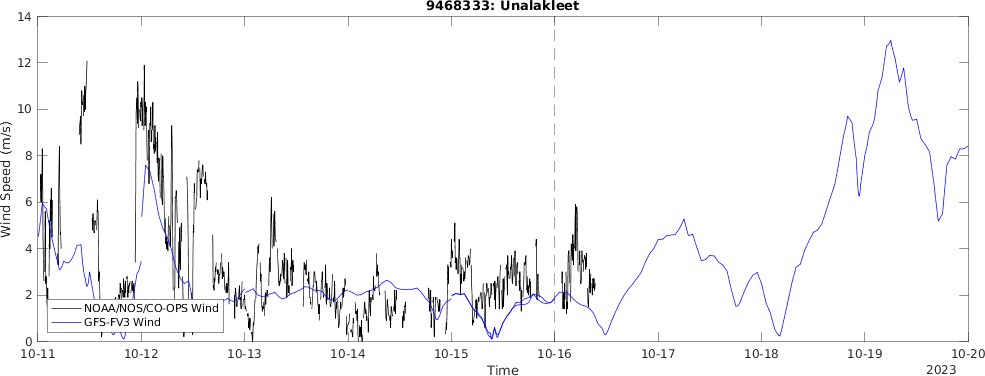 9468333: Unalakleet
14
12
10
8
6
4
2
0
Wind Speed (m/s)
NOAA/NOS/CO-OPS Wind
GFS-FV3 Wind
10-11 10-12 10-13 10-14 10-15 10-16 10-17 10-18 10-19 10-20
Time
2023